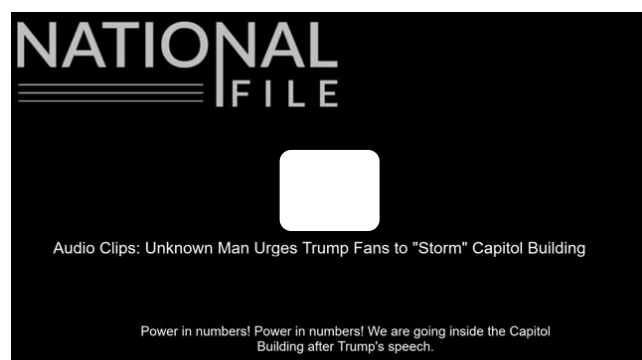 NATIONAL
FILE
Audio Clips: Unknown Man Urges Trump Fans to "Storm" Capitol Building
Power in numbers! Power in numbers! We are going inside the Capitol
Building after Trump's speech.